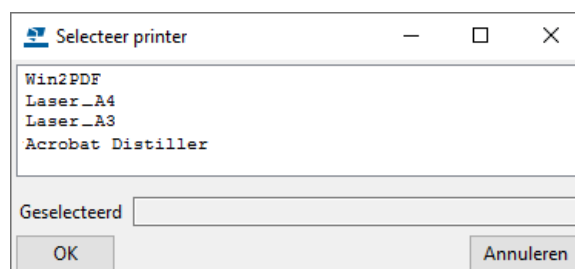 Selecteer printer
Win2PDF
Laser_A4
Laser_A3
Acrobat Distiller
Geselecteerd
OK Annuleren